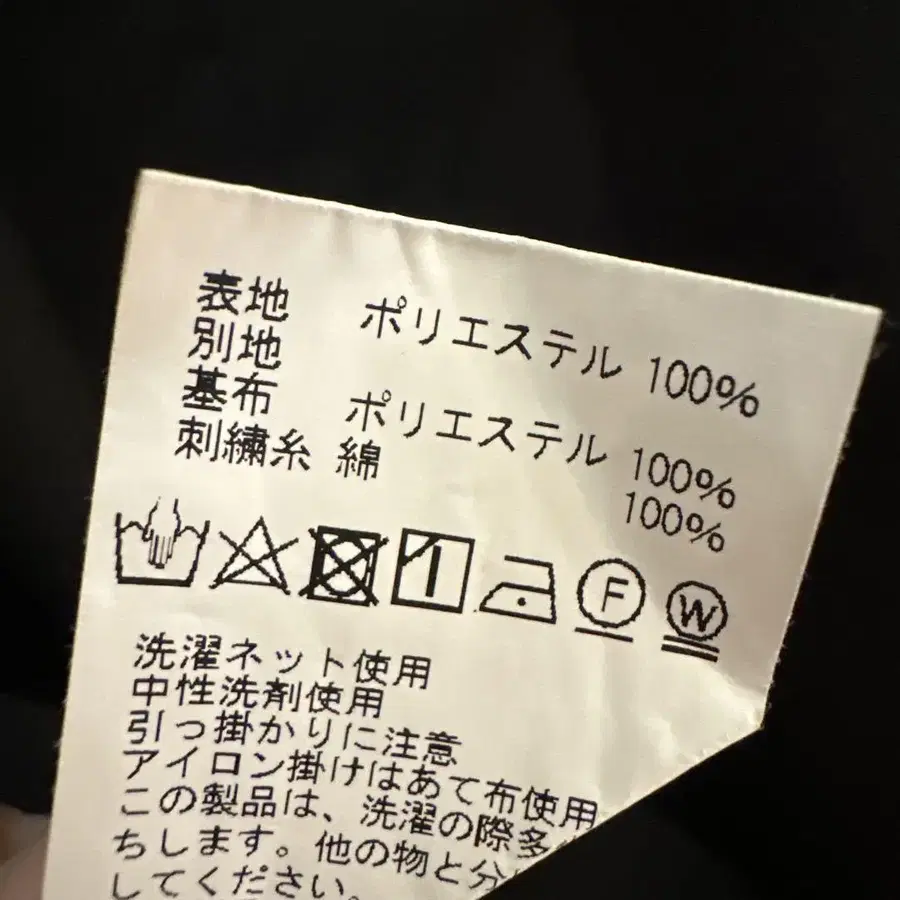 表地 ポリエステル 100%
別地
基布 ポリエステル 100%
刺繍糸 綿 100%
F W
洗濯ネット使用
中性洗剤使用
引っ掛かりに注意
アイロン掛けはあて布使用
この製品は、洗濯の際多
ちします。他の物と分
してください。